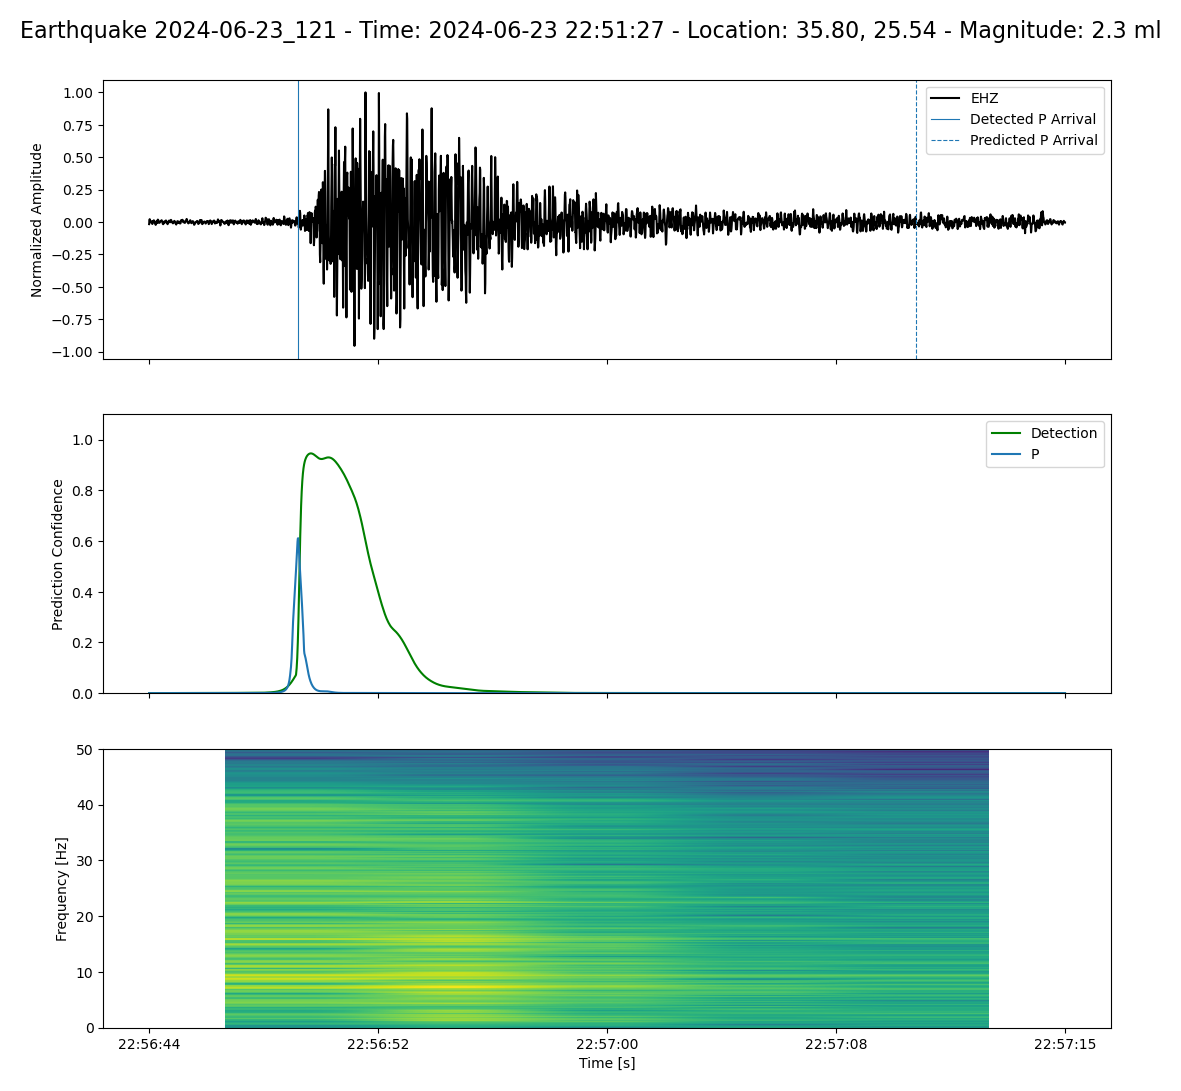 Earthquake 2024-06-23_121 - Time: 2024-06-23 22:51:27 - Location: 35.80, 25.54 - Magnitude: 2.3 ml
Normalized Amplitude
1.00
0.75
0.50
0.25
0.00
−0.25
−0.50
−0.75
−1.00
EHZ
Detected P Arrival
Predicted P Arrival
Prediction Confidence
1.0
0.8
0.6
0.4
0.2
0.0
Detection
P
Frequency [Hz]
50
40
30
20
10
0
22:56:44 22:56:52 22:57:00 22:57:08 22:57:15
Time [s]